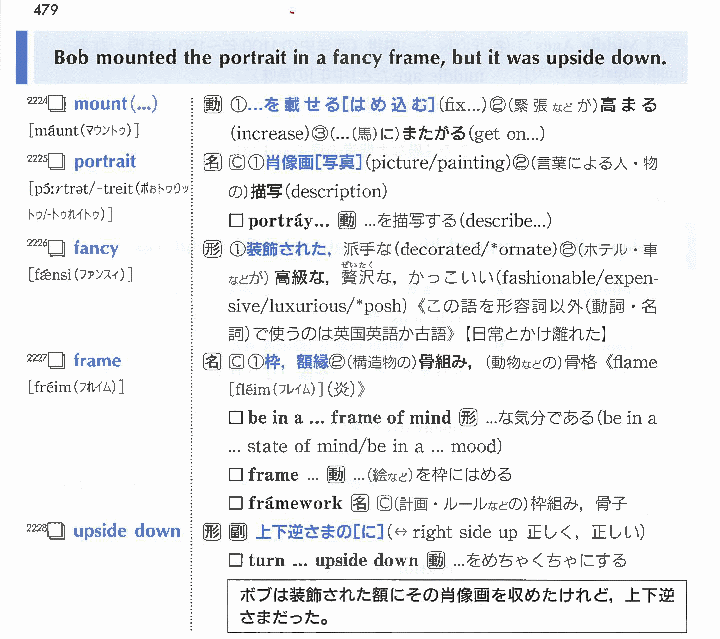 479
Bob mounted the portrait in a fancy frame, but it was upside down.
2224□ mount(...)
[máunt(マウントゥ)]
動 ①...を載せる[はめ込む](fix...)②(緊張などが)高まる
(increase)③(...(馬)に)またがる(get on...)
2225□ portrait
[pɔ́ːrtrət/-treit(ポぉトゥロッ
トゥ/-トゥれイトゥ)]
名 Ⓒ①肖像画[写真](picture/painting)②(言葉による人・物
の)描写(description)
□ portráy... 動 ...を描写する(describe...)
2226□ fancy
[fǽnsi(ファンスィ)]
形 ①装飾された，派手な(decorated/*ornate)②(ホテル・車
などが)高級な，贅沢な，かっこいい(fashionable/expen-
ぜいたく
sive/luxurious/*posh)《この語を形容詞以外(動詞・名
詞)で使うのは英国英語か古語》【日常とかけ離れた】
2227□ frame
[fréim(フれイム)]
名 Ⓒ①枠，額縁②(構造物の)骨組み，(動物などの)骨格《flame
[fléim(フレイム)](炎)》
□ be in a ... frame of mind 形 ...な気分である(be in a
... state of mind/be in a ... mood)
□ frame ... 動 ...(絵など)を枠にはめる
□ frámework 名 Ⓒ(計画・ルールなどの)枠組み，骨子
2228□ upside down
形 副 上下逆さまの[に](↔ right side up 正しく，正しい)
□ turn ... upside down 動 ...をめちゃくちゃにする
ボブは装飾された額にその肖像画を収めたけれど，上下逆
さまだった。